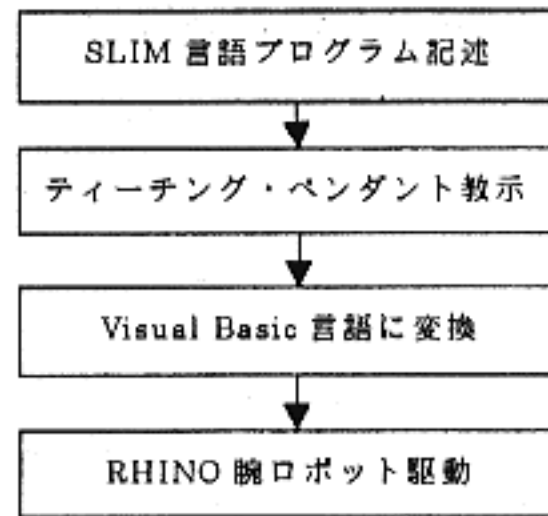 SLIM 言語プログラム記述
ティーチング・ペンダント教示
Visual Basic 言語に変換
RHINO 腕ロボット駆動